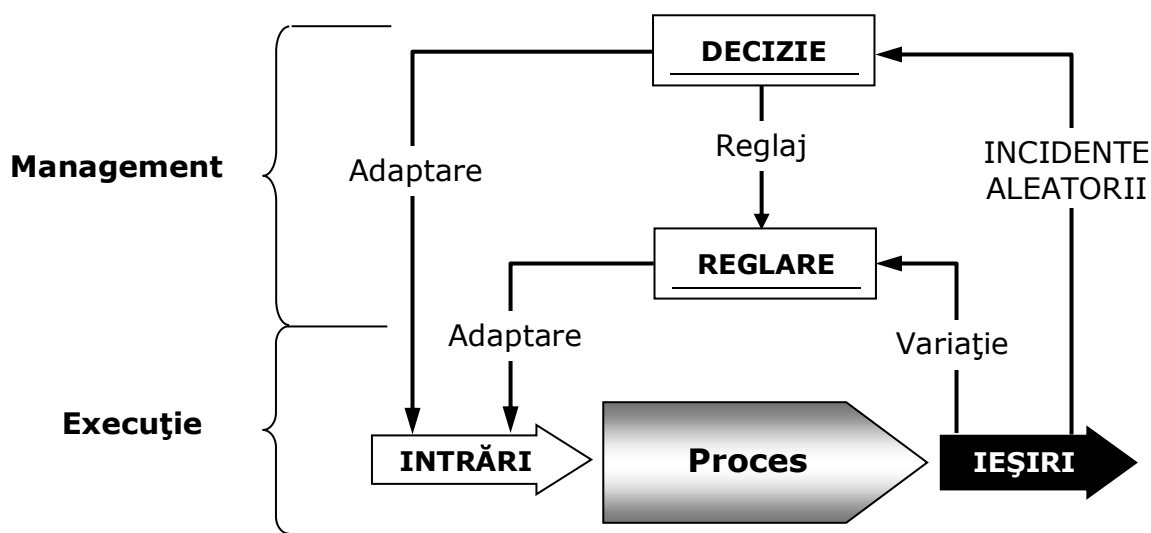 DECIZIE
Management
Adaptare
Reglaj
INCIDENTE
ALEATORII
REGLARE
Adaptare
Variaţie
Execuţie
INTRĂRI
Proces
IEŞIRI